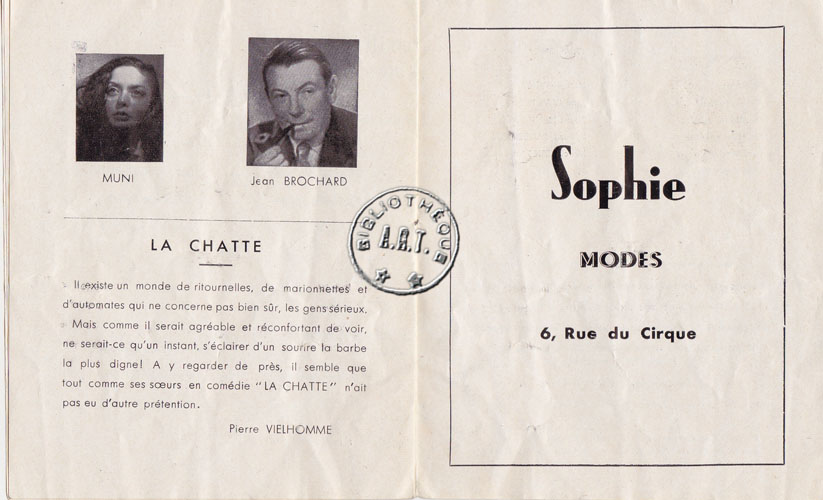 MUNI
Jean BROCHARD
LA CHATTE
Il existe un monde de ritournelles, de marionnettes et
d'automates qui ne concerne pas bien sûr, les gens sérieux.
Mais comme il serait agréable et réconfortant de voir,
ne serait-ce qu'un instant, s'éclairer d'un sourire la barbe
la plus digne! A y regarder de près, il semble que
tout comme ses sœurs en comédie "LA CHATTE" n'ait
pas eu d'autre prétention.
Pierre VIELHOMME
BIBLIOTHÈQUE
A.R.T.
Sophie
MODES
6, Rue du Cirque